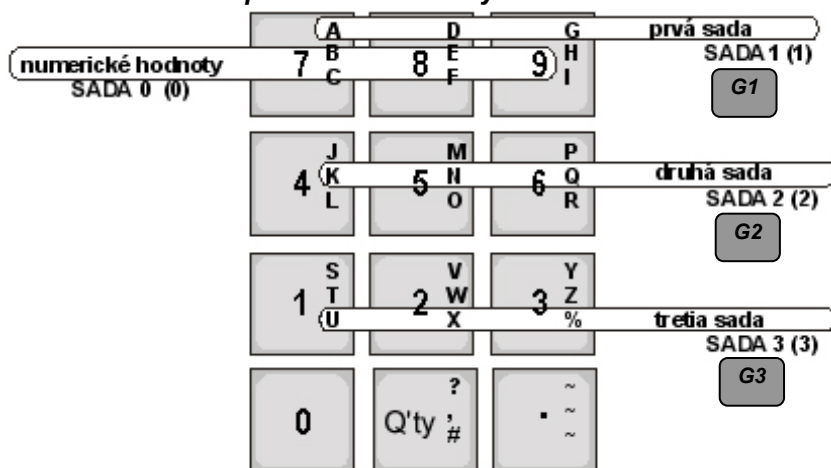 A D G prvá sada
7 B 8 E 9 H SADA 1 (1)
numerické hodnoty C F I
SADA 0 (0) G1
J M P
4 K 5 N 6 Q druhá sada
L O R SADA 2 (2)
G2
S V Y
1 T 2 W 3 Z
U X % tretia sada
SADA 3 (3)
G3
? ~
0 Q'ty , . ~
# ~